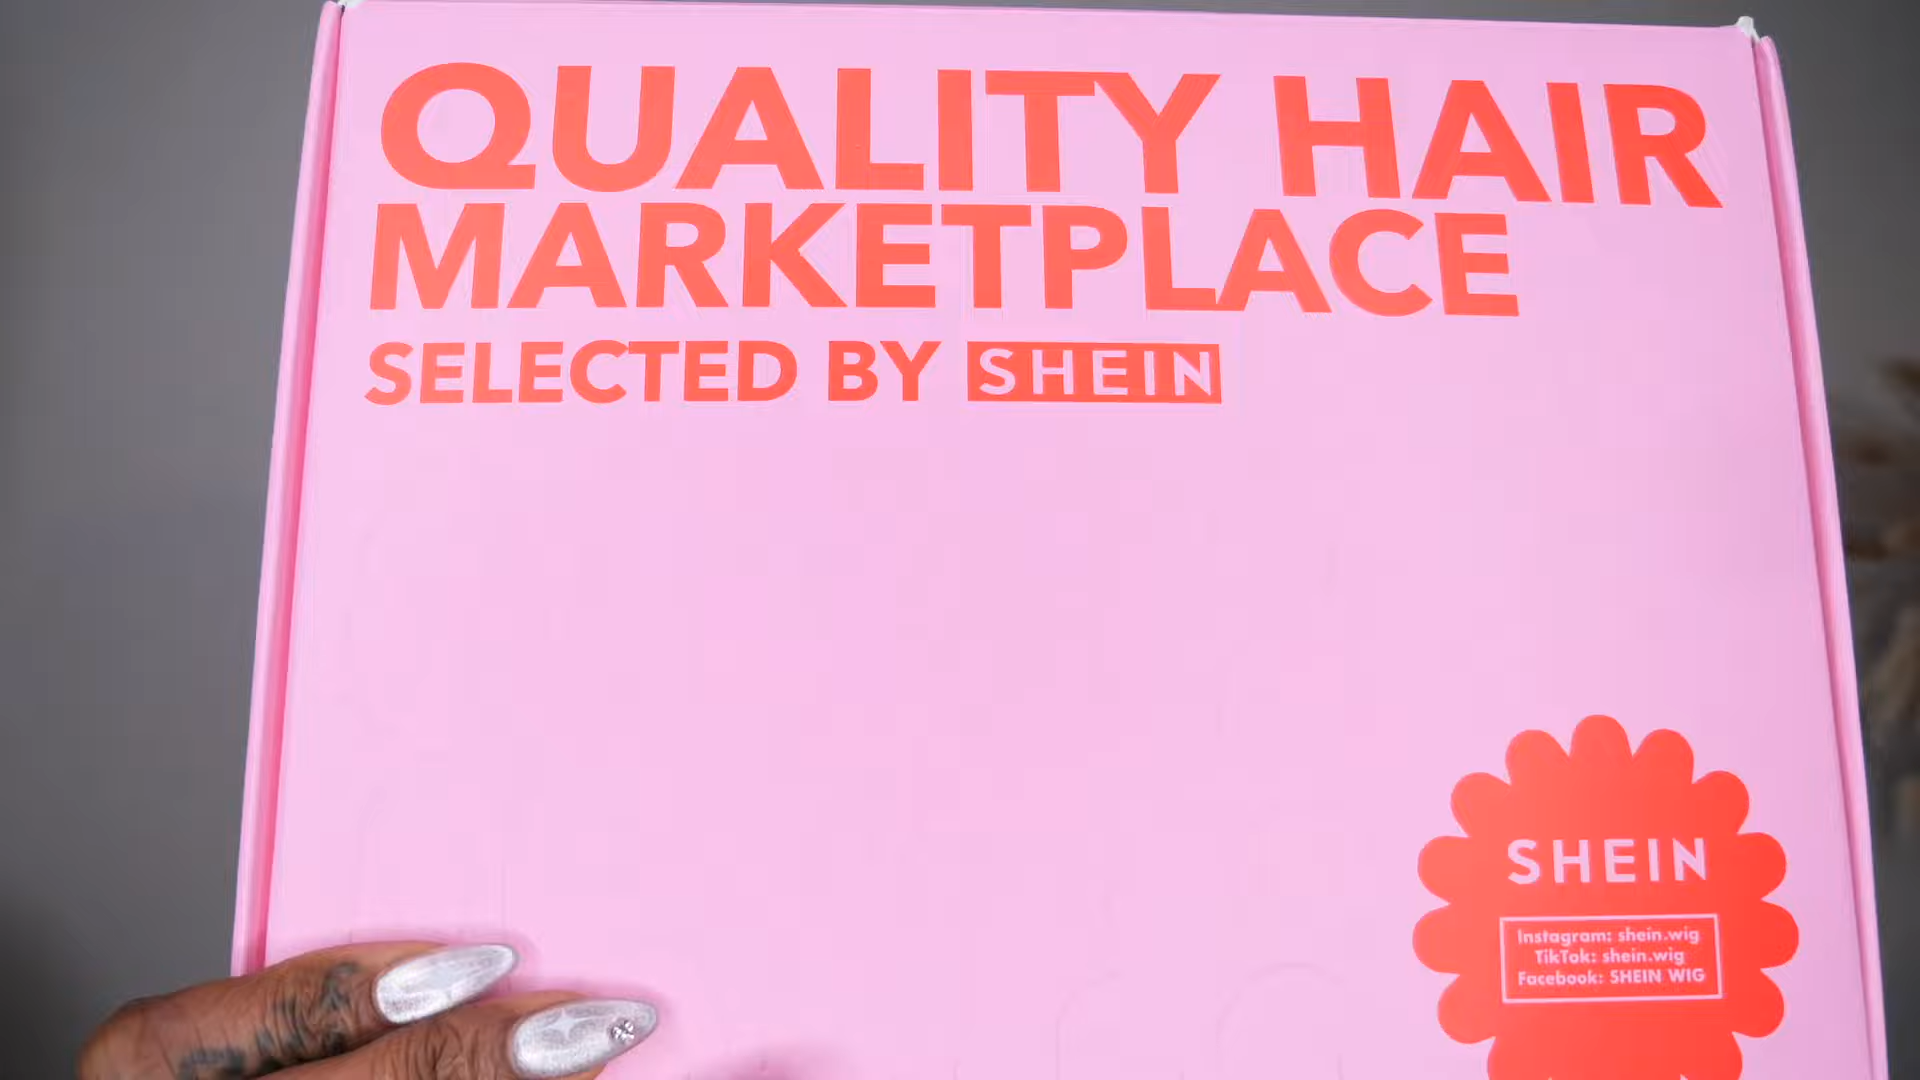 QUALITY HAIR
MARKETPLACE
SELECTED BY SHEIN
SHEIN
Instagram: shein.wig
TikTok: shein.wig
Facebook: SHEIN WIG